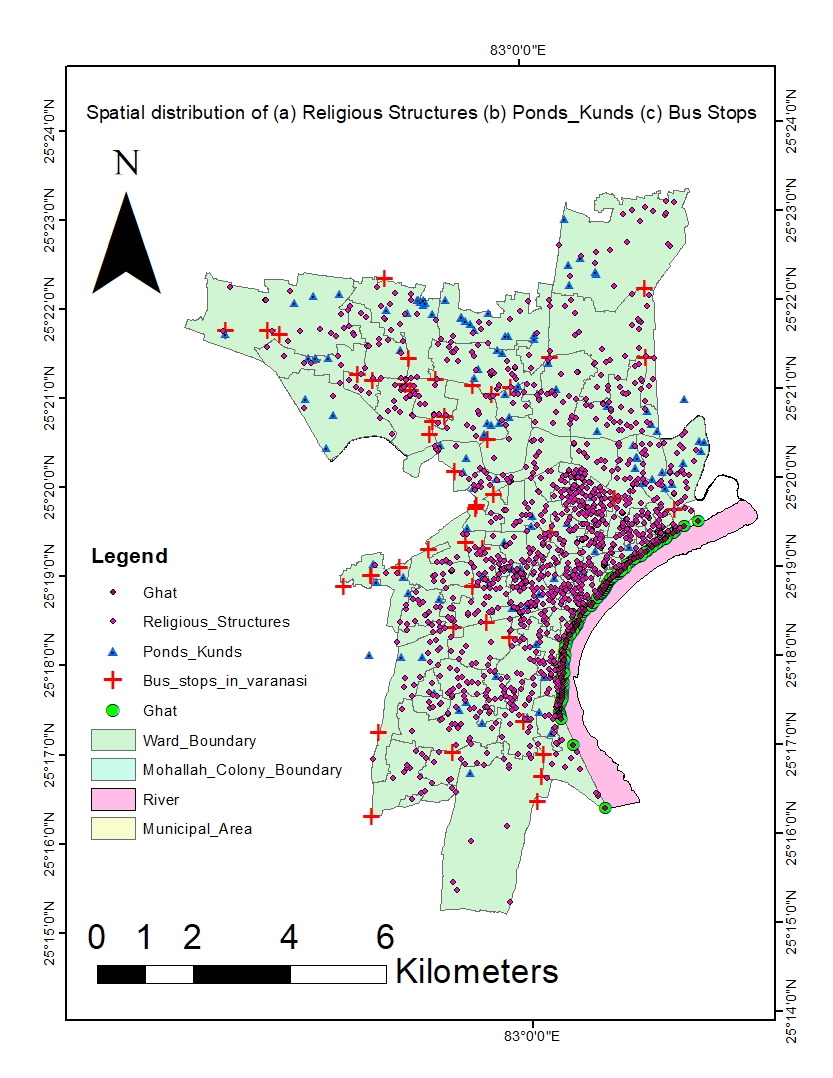 83°0'0"E
Spatial distribution of (a) Religious Structures (b) Ponds_Kunds (c) Bus Stops
N
25°24'0"N
25°23'0"N
25°22'0"N
25°21'0"N
25°20'0"N
25°19'0"N
25°18'0"N
25°17'0"N
25°16'0"N
25°15'0"N
25°24'0"N
25°23'0"N
25°22'0"N
25°21'0"N
25°20'0"N
25°19'0"N
25°18'0"N
25°17'0"N
25°16'0"N
25°15'0"N
25°14'0"N
Legend
Ghat
Religious_Structures
Ponds_Kunds
Bus_stops_in_varanasi
Ghat
Ward_Boundary
Mohallah_Colony_Boundary
River
Municipal_Area
0 1 2 4 6
Kilometers
83°0'0"E